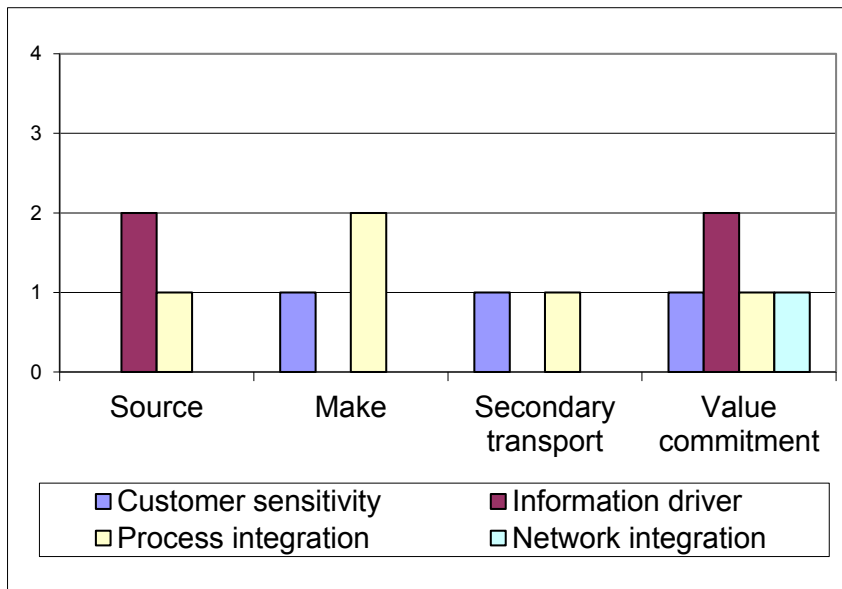 4
3
2
1
0
Source Make Secondary transport Value commitment
Customer sensitivity Information driver
Process integration Network integration